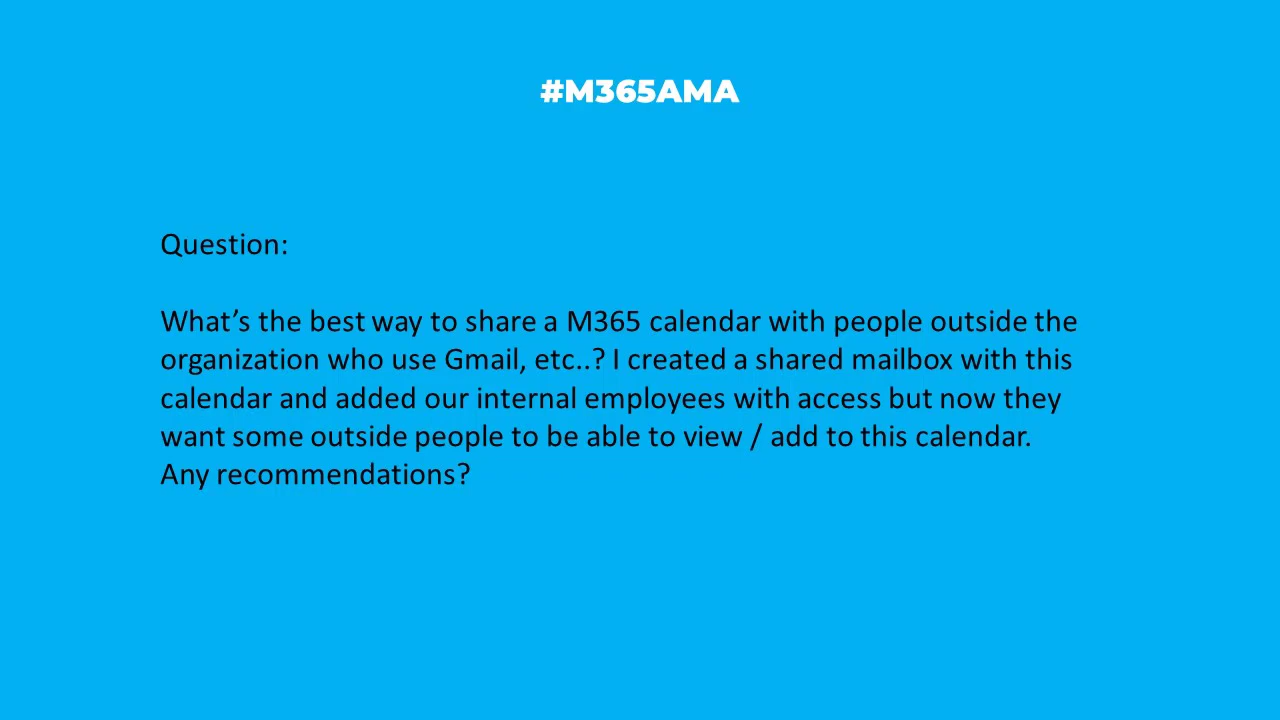 #M365AMA
Question:
What’s the best way to share a M365 calendar with people outside the
organization who use Gmail, etc..? I created a shared mailbox with this
calendar and added our internal employees with access but now they
want some outside people to be able to view / add to this calendar.
Any recommendations?